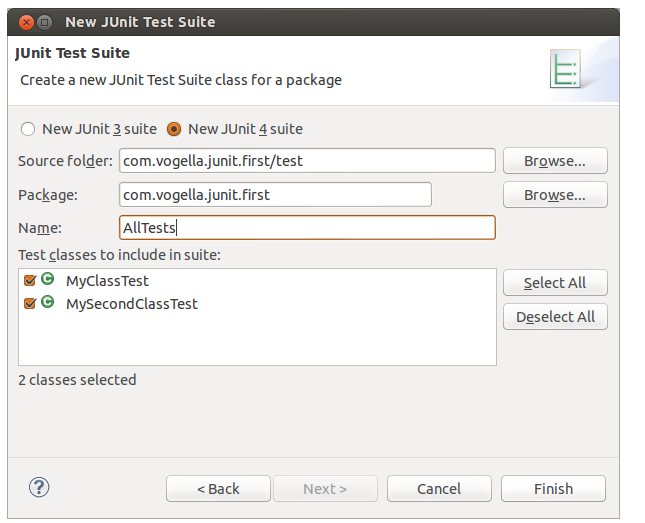 New JUnit Test Suite
JUnit Test Suite
Create a new JUnit Test Suite class for a package
New JUnit 3 suite New JUnit 4 suite
Source folder: com.vogella.junit.first/test Browse...
Package: com.vogella.junit.first Browse...
Name: AllTests
Test classes to include in suite:
C MyClassTest Select All
C MySecondClassTest Deselect All
2 classes selected
? < Back Next > Cancel Finish